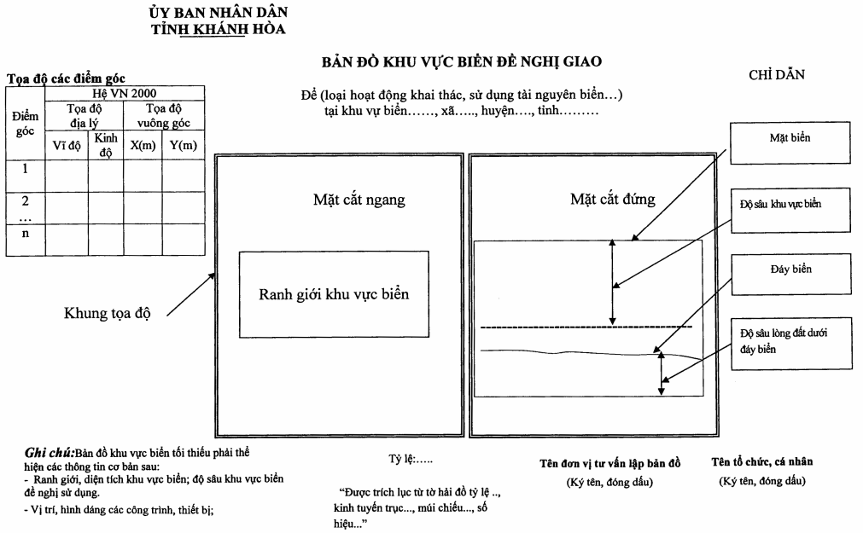 ỦY BAN NHÂN DÂN
TỈNH KHÁNH HÒA
BẢN ĐỒ KHU VỰC BIỂN ĐỀ NGHỊ GIAO
Để (loại hoạt động khai thác, sử dụng tài nguyên biển…)
tại khu vự biển……, xã….., huyện…., tỉnh………
CHỈ DẪN
Tọa độ các điểm góc
Điểm góc
Hệ VN 2000
Tọa độ địa lý
Tọa độ vuông góc
Vĩ độ
Kinh độ
X(m)
Y(m)
1
2
…
n
Khung tọa độ
Mặt cắt ngang
Ranh giới khu vực biển
Mặt cắt đứng
Mặt biển
Độ sâu khu vực biển
Đáy biển
Độ sâu lòng đất dưới
đáy biển
Ghi chú:Bản đồ khu vực biển tối thiểu phải thể
hiện các thông tin cơ bản sau:
- Ranh giới, diện tích khu vực biển; độ sâu khu vực biển
đề nghị sử dụng.
- Vị trí, hình dáng các công trình, thiết bị;
Tỷ lệ:…..
“Được trích lục từ tờ hải đồ tỷ lệ ..,
kinh tuyến trục..., múi chiếu..., số
hiệu...”
Tên đơn vị tư vấn lập bản đồ
(Ký tên, đóng dấu)
Tên tổ chức, cá nhân
(Ký tên, đóng dấu)